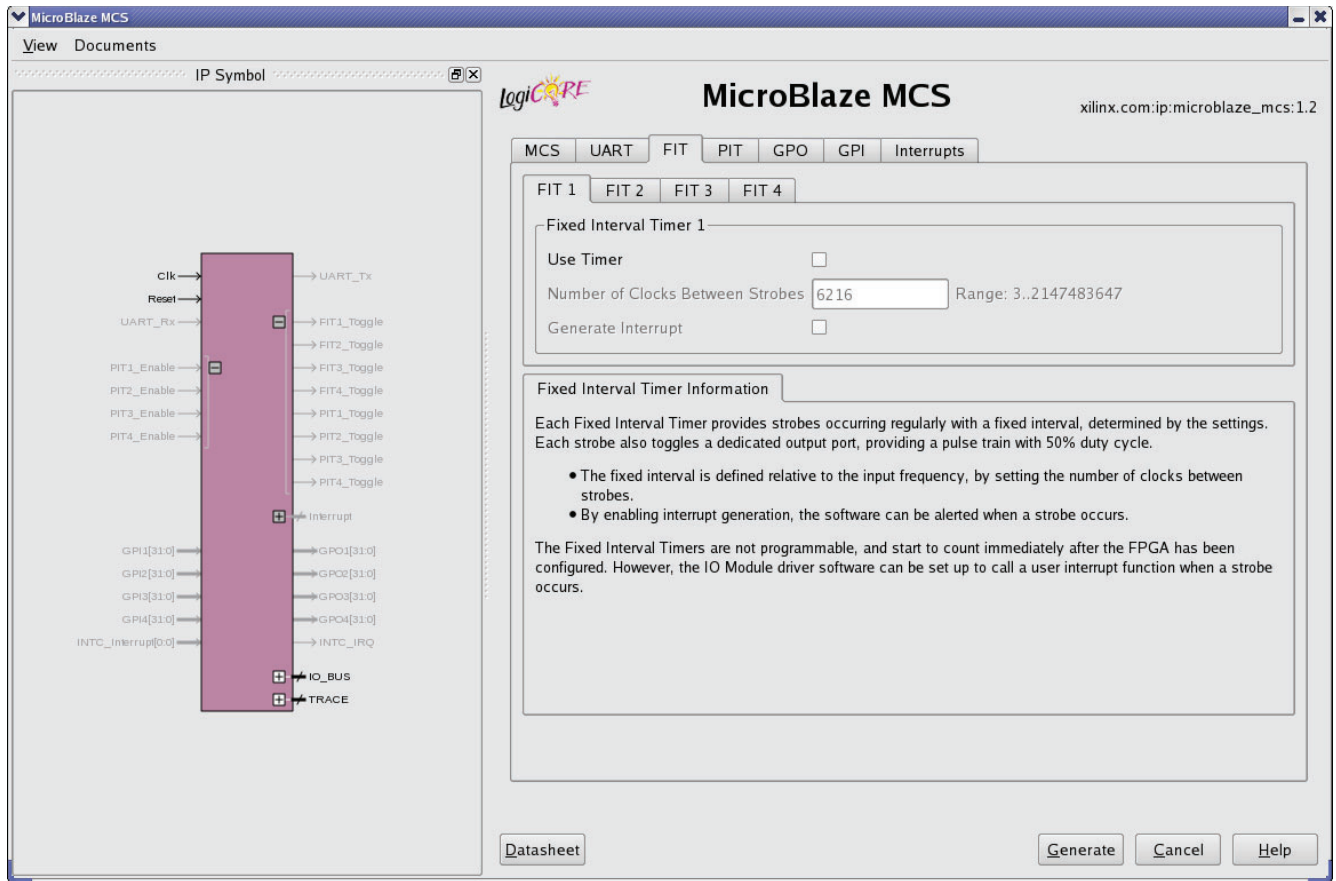 MicroBlaze MCS
View Documents
IP Symbol
Clk
Reset
UART_Rx
PIT1_Enable
PIT2_Enable
PIT3_Enable
PIT4_Enable
GPI1[31:0]
GPI2[31:0]
GPI3[31:0]
GPI4[31:0]
INTC_Interrupt[0:0]
UART_Tx
FIT1_Toggle
FIT2_Toggle
FIT3_Toggle
FIT4_Toggle
PIT1_Toggle
PIT2_Toggle
PIT3_Toggle
PIT4_Toggle
Interrupt
GPO1[31:0]
GPO2[31:0]
GPO3[31:0]
GPO4[31:0]
INTC_IRQ
IO_BUS
TRACE
LogiCORE
MicroBlaze MCS
xilinx.com:ip:microblaze_mcs:1.2
MCS UART FIT PIT GPO GPI Interrupts
FIT 1 FIT 2 FIT 3 FIT 4
Fixed Interval Timer 1
Use Timer
Number of Clocks Between Strobes 6216 Range: 3..2147483647
Generate Interrupt
Fixed Interval Timer Information
Each Fixed Interval Timer provides strobes occurring regularly with a fixed interval, determined by the settings.
Each strobe also toggles a dedicated output port, providing a pulse train with 50% duty cycle.
• The fixed interval is defined relative to the input frequency, by setting the number of clocks between
strobes.
• By enabling interrupt generation, the software can be alerted when a strobe occurs.
The Fixed Interval Timers are not programmable, and start to count immediately after the FPGA has been
configured. However, the IO Module driver software can be set up to call a user interrupt function when a strobe
occurs.
Datasheet Generate Cancel Help